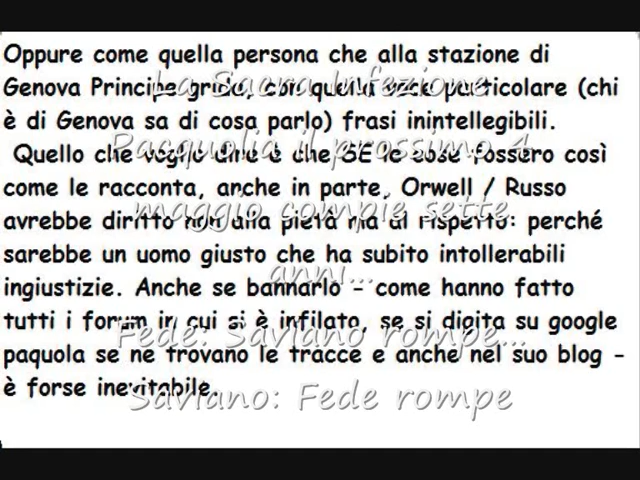 Oppure come quella persona che alla stazione di
Genova Principe grida, con quella voce particolare (chi
è di Genova sa di cosa parlo) frasi inintellegibili.
Quello che voglio dire è che SE le cose fossero così
come le racconta, anche in parte, Orwell / Russo
avrebbe diritto non alla pietà ma al rispetto: perché
sarebbe un uomo giusto che ha subito intollerabili
ingiustizie. Anche se bannarlo - come hanno fatto
tutti i forum in cui si è infilato, se si digita su google
paquola se ne trovano le tracce e anche nel suo blog -
è forse inevitabile.
La Sacra Infezione
il prossimo 4
maggio compie sette
anni...
Fede: Saviano rompe...
Saviano: Fede rompe